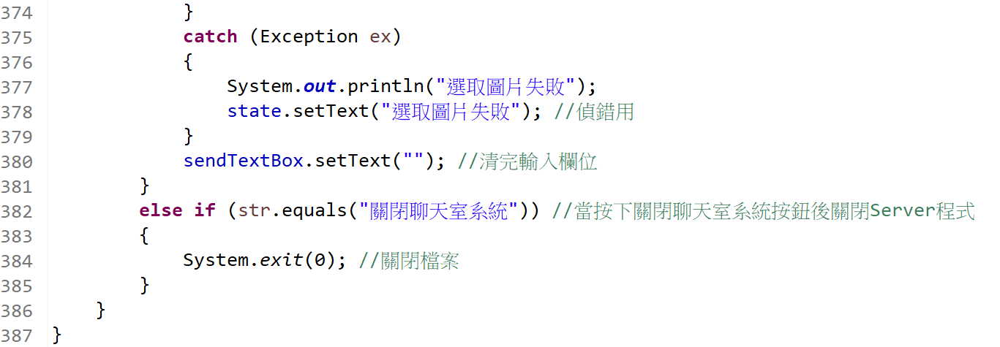 374             }
375             catch (Exception ex)
376             {
377                 System.out.println("選取圖片失敗");
378                 state.setText("選取圖片失敗"); //偵錯用
379             }
380             sendTextBox.setText(""); //清完輸入欄位
381         }
382         else if (str.equals("關閉聊天室系統")) //當按下關閉聊天室系統按鈕後關閉Server程式
383         {
384             System.exit(0); //關閉檔案
385         }
386     }
387 }